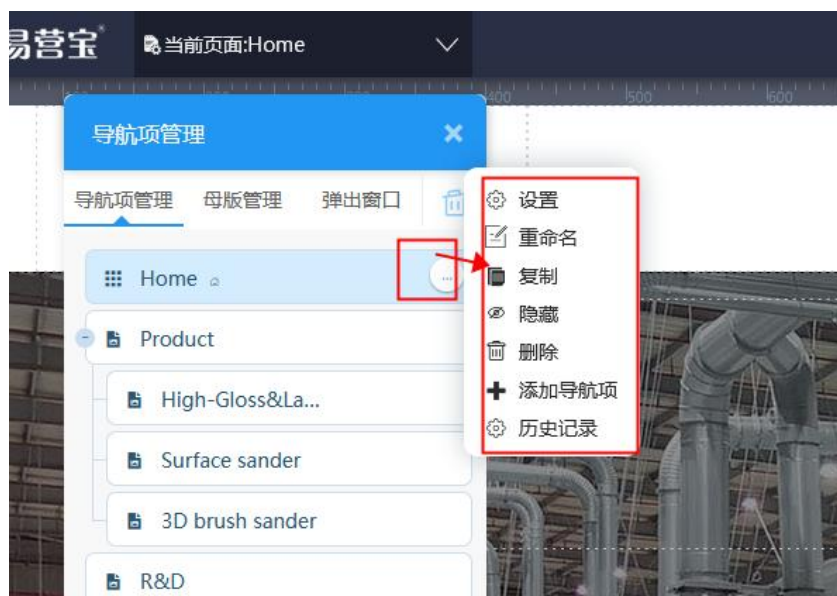 易营宝®
当前页面:Home
400
500
600
导航项管理
导航项管理
母版管理
弹出窗口
Home
...
Product
High-Gloss&La...
Surface sander
3D brush sander
R&D
设置
重命名
复制
隐藏
删除
添加导航项
历史记录